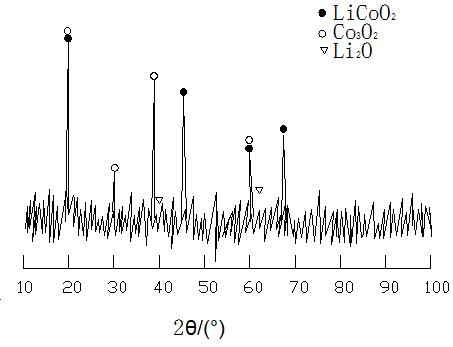 ● LiCoO₂
○ Co₃O₂
▽ Li₂O
10 20 30 40 50 60 70 80 90 100
2θ/(°)